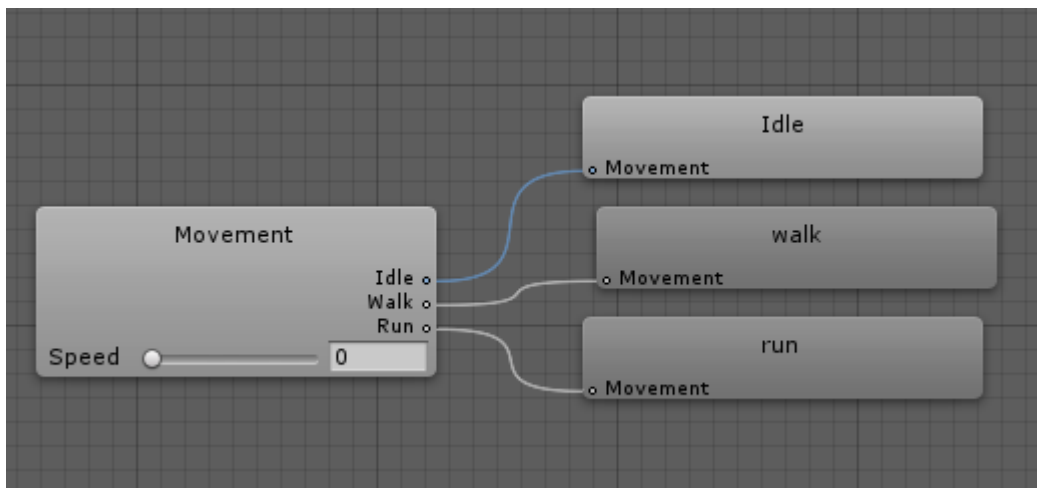 Movement
Idle
Walk
Run
Speed
0
Idle
Movement
walk
Movement
run
Movement